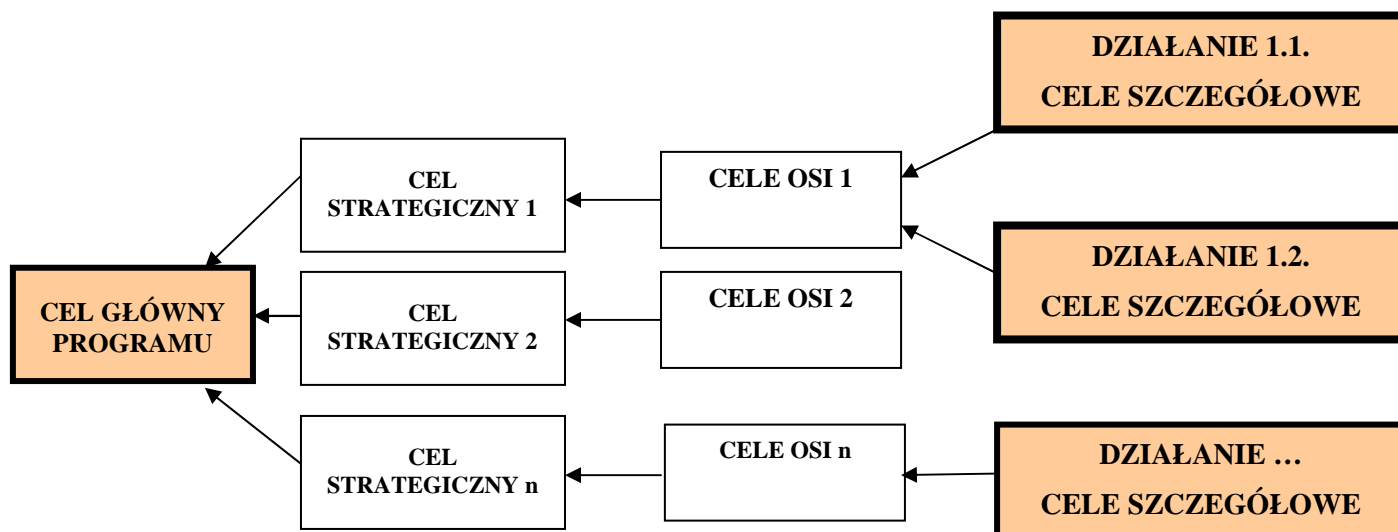 DZIAŁANIE 1.1.
CELE SZCZEGÓŁOWE
CEL
STRATEGICZNY 1
CELE OSI 1
DZIAŁANIE 1.2.
CELE SZCZEGÓŁOWE
CEL GŁÓWNY
PROGRAMU
CEL
STRATEGICZNY 2
CELE OSI 2
CEL
STRATEGICZNY n
CELE OSI n
DZIAŁANIE …
CELE SZCZEGÓŁOWE